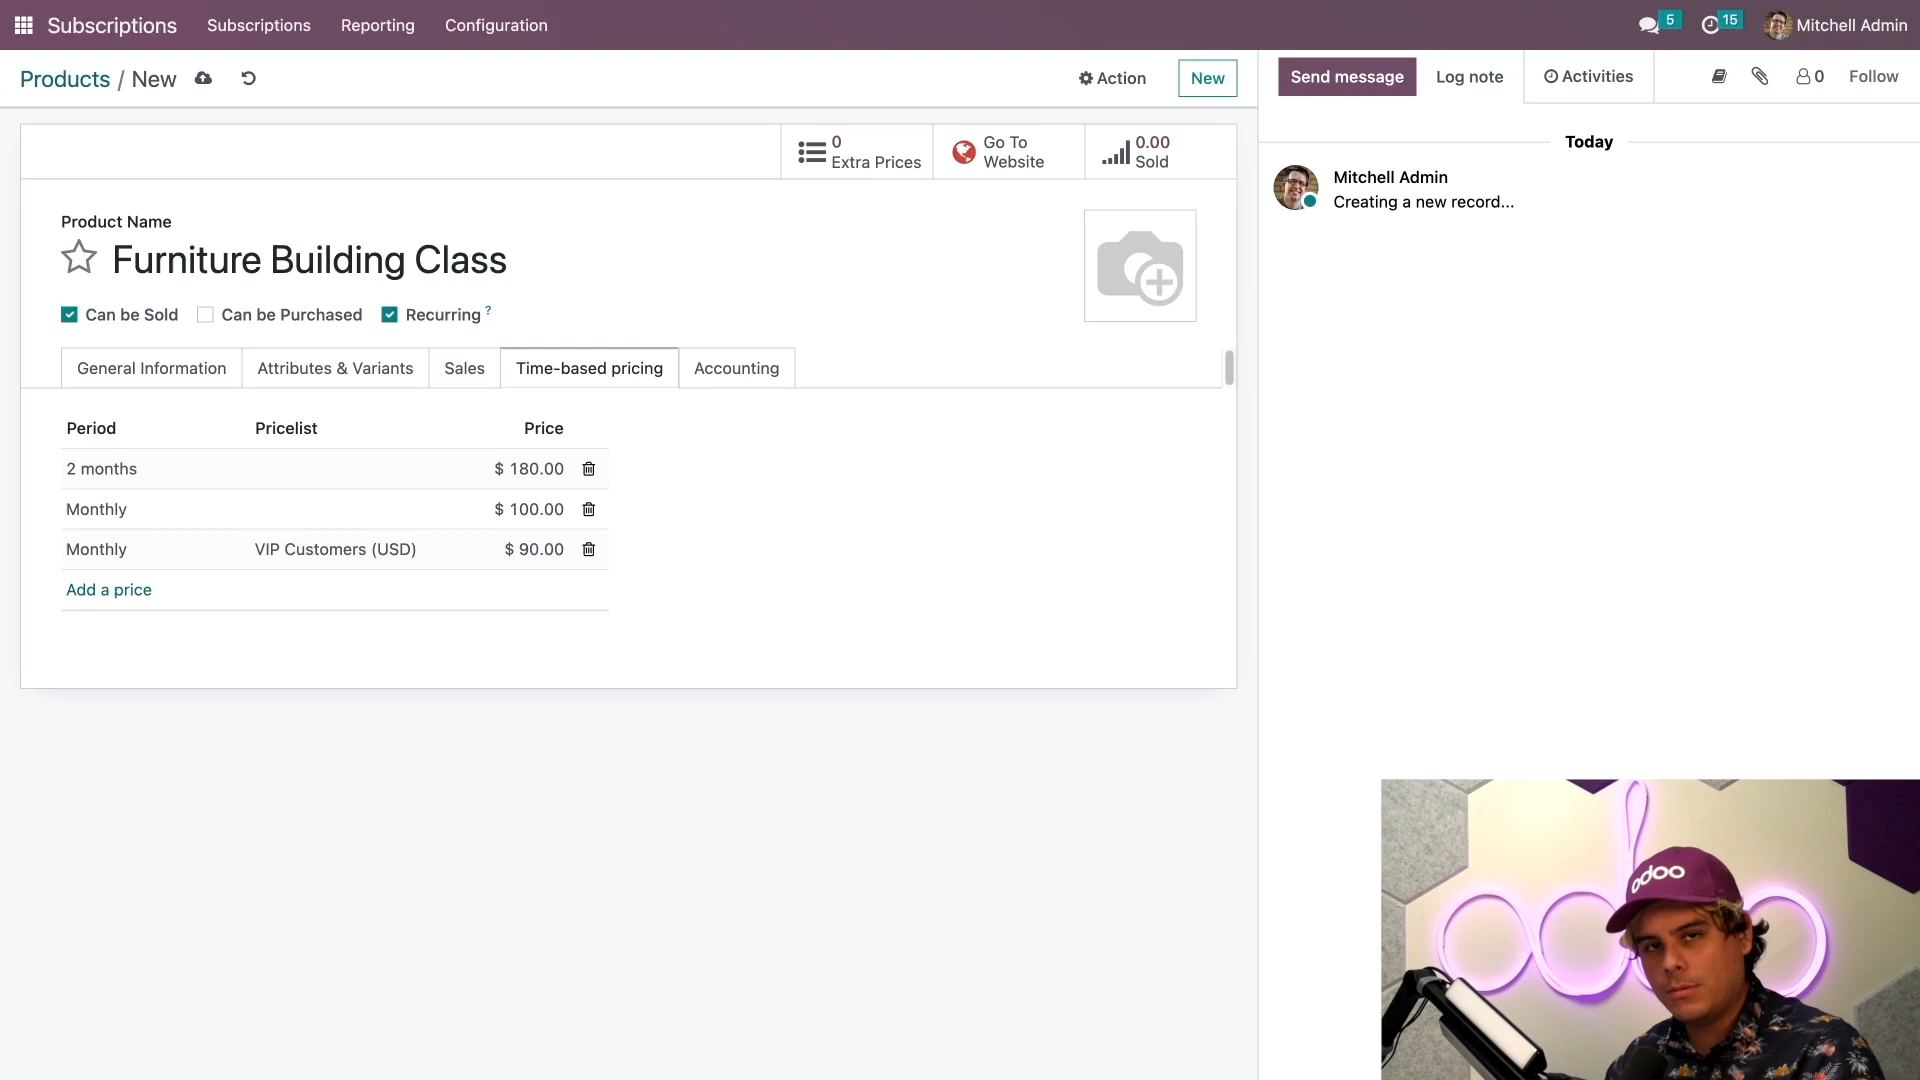 Subscriptions Subscriptions Reporting Configuration 5 15 Mitchell Admin
Products / New Action New
Send message Log note Activities 0 Follow
0 Extra Prices
Go To Website
0.00 Sold
Today
Mitchell Admin
Creating a new record...
Product Name
Furniture Building Class
Can be Sold Can be Purchased Recurring ?
General Information Attributes & Variants Sales Time-based pricing Accounting
Period Pricelist Price
2 months $ 180.00
Monthly $ 100.00
Monthly VIP Customers (USD) $ 90.00
Add a price
odoo
odoo